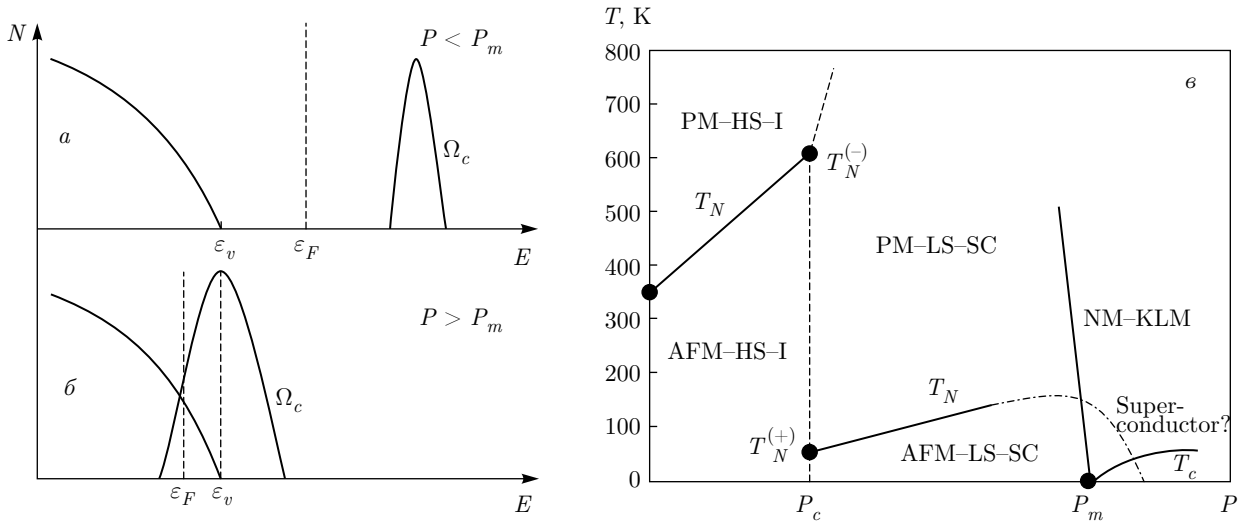 N
P < P_m
а
Ω_c
ε_v
ε_F
E
P > P_m
б
Ω_c
ε_F
ε_v
E
T, K
800
700
600
500
400
300
200
100
0
в
PM–HS–I
T_N^(–)
T_N
PM–LS–SC
AFM–HS–I
NM–KLM
T_N
Super-
conductor?
T_N^(+)
AFM–LS–SC
T_c
P_c
P_m
P